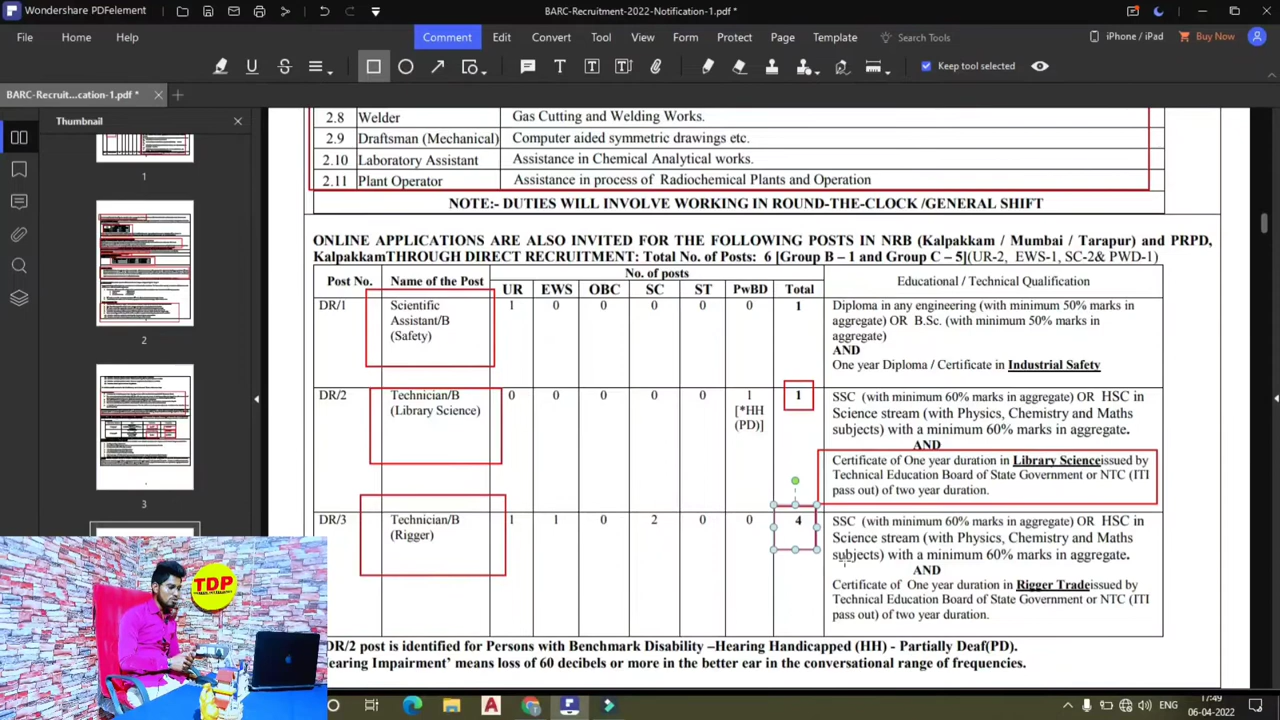 Wondershare PDFelement
BARC-Recruitment-2022-Notification-1.pdf *
File Home Help Comment Edit Convert Tool View Form Protect Page Template Search Tools iPhone / iPad Buy Now
Keep tool selected
BARC-Recruit...cation-1.pdf *
Thumbnail
1
2
3
2.8 Welder Gas Cutting and Welding Works.
2.9 Draftsman (Mechanical) Computer aided symmetric drawings etc.
2.10 Laboratory Assistant Assistance in Chemical Analytical works.
2.11 Plant Operator Assistance in process of Radiochemical Plants and Operation
NOTE:- DUTIES WILL INVOLVE WORKING IN ROUND-THE-CLOCK /GENERAL SHIFT
ONLINE APPLICATIONS ARE ALSO INVITED FOR THE FOLLOWING POSTS IN NRB (Kalpakkam / Mumbai / Tarapur) and PRPD,
KalpakkamTHROUGH DIRECT RECRUITMENT: Total No. of Posts: 6 [Group B – 1 and Group C – 5](UR-2, EWS-1, SC-2& PWD-1)
Post No. Name of the Post No. of posts Educational / Technical Qualification
UR EWS OBC SC ST PwBD Total
DR/1 Scientific 1 0 0 0 0 0 1 Diploma in any engineering (with minimum 50% marks in
Assistant/B aggregate) OR B.Sc. (with minimum 50% marks in
(Safety) aggregate)
AND
One year Diploma / Certificate in Industrial Safety
DR/2 Technician/B 0 0 0 0 0 1 1 SSC (with minimum 60% marks in aggregate) OR HSC in
(Library Science) [*HH Science stream (with Physics, Chemistry and Maths
(PD)] subjects) with a minimum 60% marks in aggregate.
AND
Certificate of One year duration in Library Scienceissued by
Technical Education Board of State Government or NTC (ITI
pass out) of two year duration.
DR/3 Technician/B 1 1 0 2 0 0 4 SSC (with minimum 60% marks in aggregate) OR HSC in
(Rigger) Science stream (with Physics, Chemistry and Maths
subjects) with a minimum 60% marks in aggregate.
AND
Certificate of One year duration in Rigger Tradeissued by
Technical Education Board of State Government or NTC (ITI
pass out) of two year duration.
DR/2 post is identified for Persons with Benchmark Disability –Hearing Handicapped (HH) - Partially Deaf(PD).
earing Impairment' means loss of 60 decibels or more in the better ear in the conversational range of frequencies.
TDP
ENG
17:49
06-04-2022